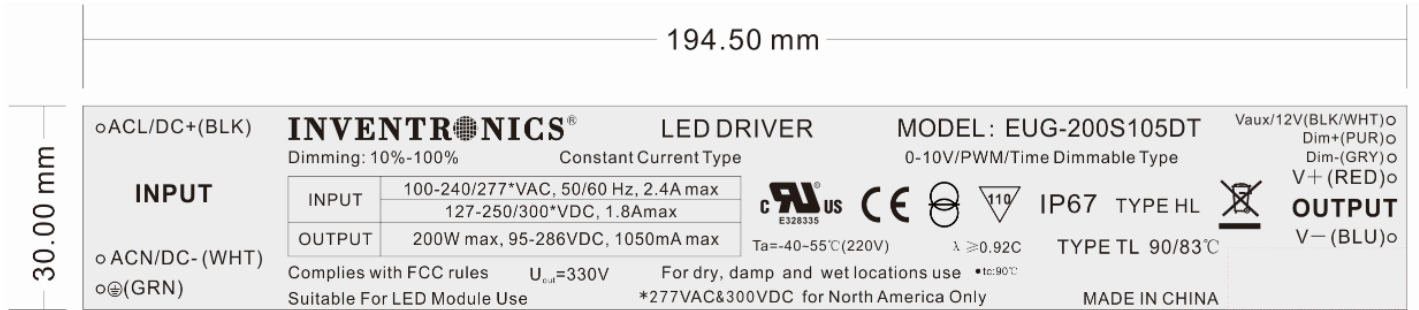 194.50 mm
30.00 mm
ACL/DC+(BLK)
INPUT
ACN/DC-(WHT)
(GRN)
INVENTRONICS®
LED DRIVER
MODEL: EUG-200S105DT
Dimming: 10%-100%
Constant Current Type
0-10V/PWM/Time Dimmable Type
INPUT
100-240/277*VAC, 50/60 Hz, 2.4A max
127-250/300*VDC, 1.8Amax
OUTPUT
200W max, 95-286VDC, 1050mA max
c RU® US
E328335
CE
110
IP67
TYPE HL
Ta=-40~55℃(220V)
λ ≥0.92C
TYPE TL 90/83℃
Complies with FCC rules
Uout=330V
For dry, damp and wet locations use
•tc:90℃
Suitable For LED Module Use
*277VAC&300VDC for North America Only
MADE IN CHINA
Vaux/12V(BLK/WHT)
Dim+(PUR)
Dim-(GRY)
V+(RED)
OUTPUT
V-(BLU)